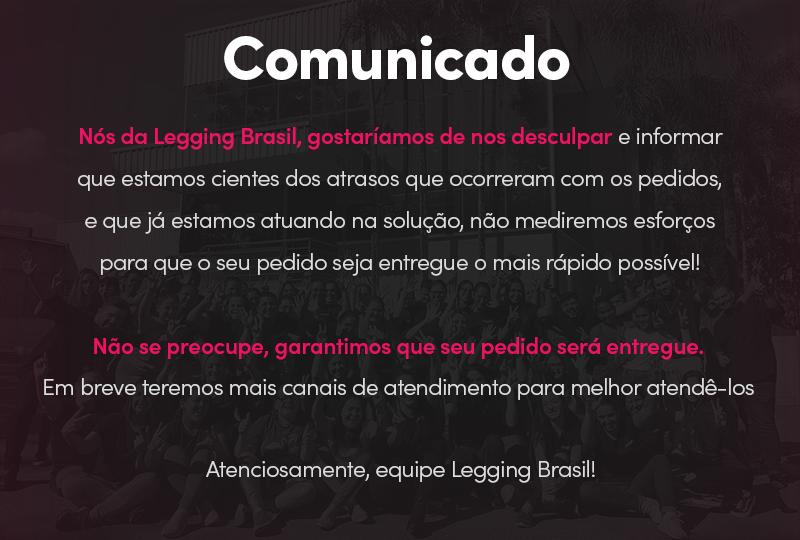 Comunicado
Nós da Legging Brasil, gostaríamos de nos desculpar e informar
que estamos cientes dos atrasos que ocorreram com os pedidos,
e que já estamos atuando na solução, não mediremos esforços
para que o seu pedido seja entregue o mais rápido possível!
Não se preocupe, garantimos que seu pedido será entregue.
Em breve teremos mais canais de atendimento para melhor atendê-los
Atenciosamente, equipe Legging Brasil!